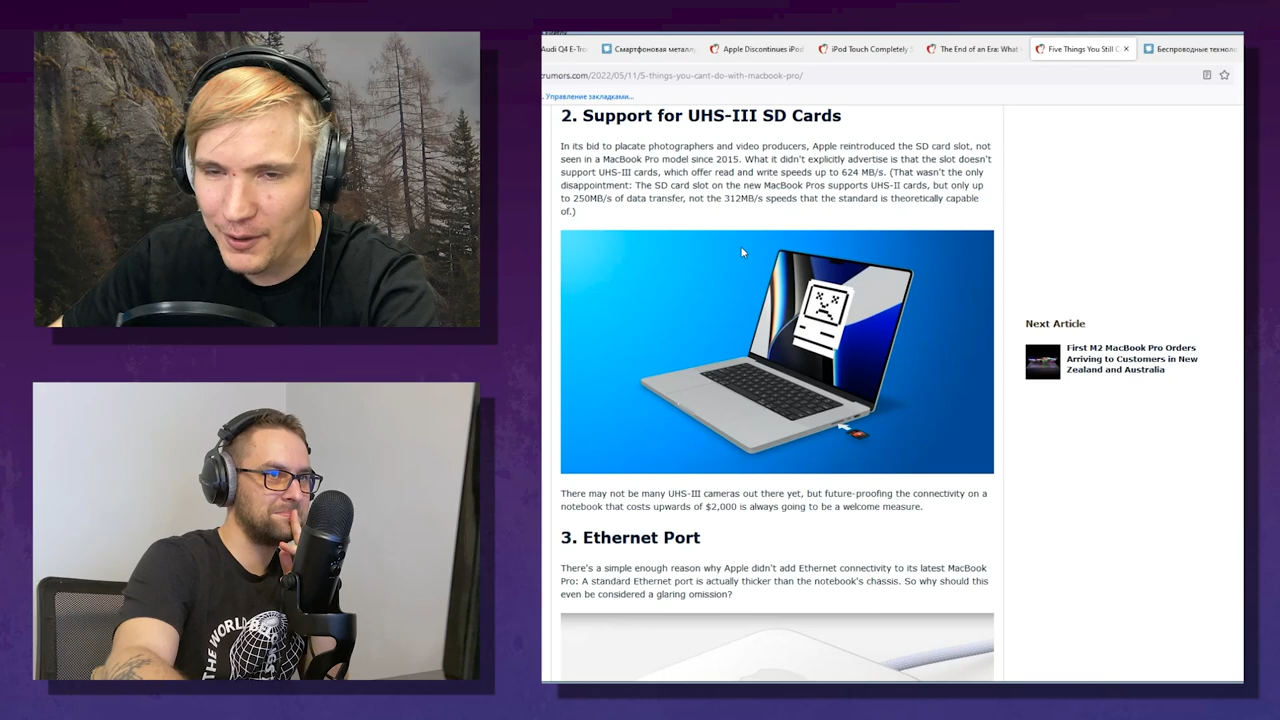 Audi Q4 E-Tro
Смартфоновая металл
Apple Discontinues iPod
iPod Touch Completely S
The End of an Era: What
Five Things You Still C
Беспроводные техноло
rumors.com/2022/05/11/5-things-you-cant-do-with-macbook-pro/
Управление закладками...
2. Support for UHS-III SD Cards
In its bid to placate photographers and video producers, Apple reintroduced the SD card slot, not
seen in a MacBook Pro model since 2015. What it didn't explicitly advertise is that the slot doesn't
support UHS-III cards, which offer read and write speeds up to 624 MB/s. (That wasn't the only
disappointment: The SD card slot on the new MacBook Pros supports UHS-II cards, but only up
to 250MB/s of data transfer, not the 312MB/s speeds that the standard is theoretically capable
of.)
There may not be many UHS-III cameras out there yet, but future-proofing the connectivity on a
notebook that costs upwards of $2,000 is always going to be a welcome measure.
3. Ethernet Port
There's a simple enough reason why Apple didn't add Ethernet connectivity to its latest MacBook
Pro: A standard Ethernet port is actually thicker than the notebook's chassis. So why should this
even be considered a glaring omission?
Next Article
First M2 MacBook Pro Orders
Arriving to Customers in New
Zealand and Australia
THE WORLD